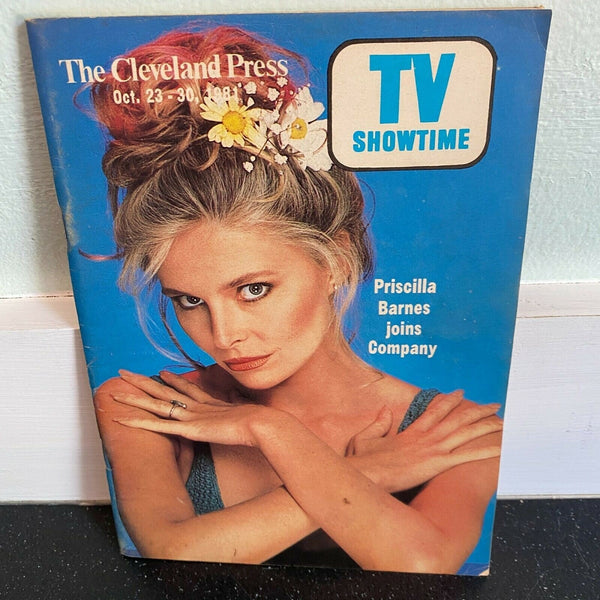 The Cleveland Press
Oct. 23 - 30, 1981
TV
SHOWTIME
Priscilla
Barnes
joins
Company